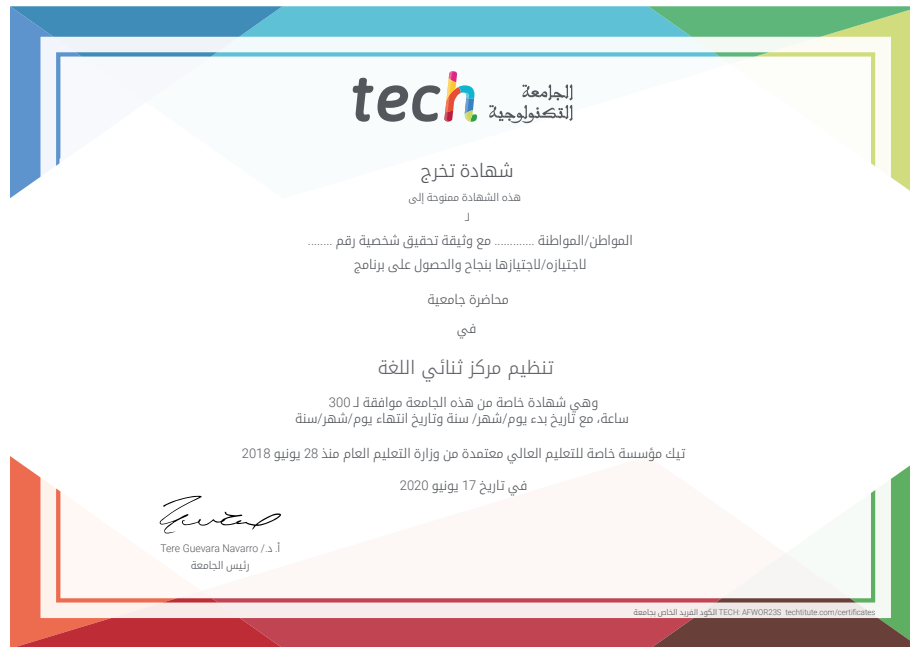 tech الجامعة
التكنولوجية
شهادة تخرج
هذه الشهادة ممنوحة إلى
لـ
المواطن/المواطنة ............ مع وثيقة تحقيق شخصية رقم ........
لاجتيازه/لاجتيازها بنجاح والحصول على برنامج
محاضرة جامعية
في
تنظيم مركز ثنائي اللغة
وهي شهادة خاصة من هذه الجامعة موافقة لـ 300
ساعة، مع تاريخ بدء يوم/شهر/ سنة وتاريخ انتهاء يوم/شهر/سنة
تيك مؤسسة خاصة للتعليم العالي معتمدة من وزارة التعليم العام منذ 28 يونيو 2018
في تاريخ 17 يونيو 2020
أ. د./ Tere Guevara Navarro
رئيس الجامعة
الكود الفريد الخاص بجامعة TECH: AFWOR23S techtitute.com/certificates